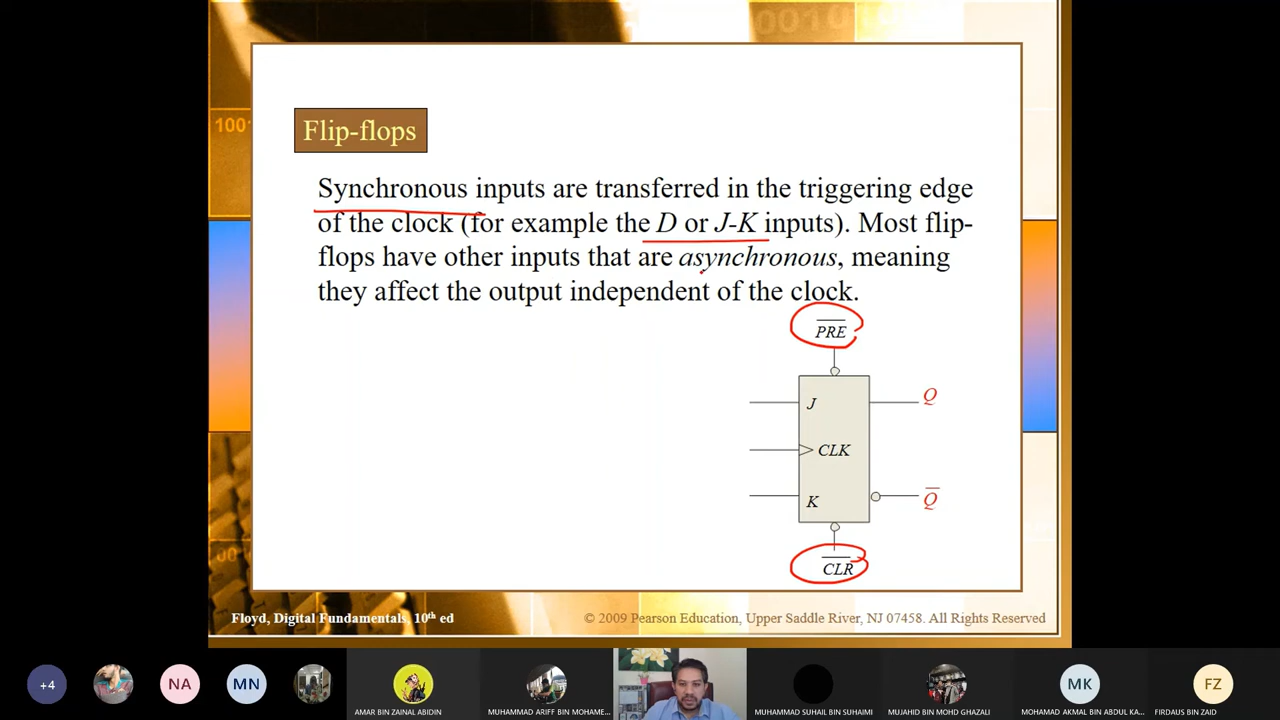 1001
Flip-flops
Synchronous inputs are transferred in the triggering edge
of the clock (for example the D or J-K inputs). Most flip-
flops have other inputs that are asynchronous, meaning
they affect the output independent of the clock.
PRE
J
Q
CLK
K
Q
CLR
Floyd, Digital Fundamentals, 10th ed
© 2009 Pearson Education, Upper Saddle River, NJ 07458. All Rights Reserved
+4
NA
MN
MK
FZ
AMAR BIN ZAINAL ABIDIN
MUHAMMAD ARIFF BIN MOHAME...
MUHAMMAD SUHAIL BIN SUHAIMI
MUJAHID BIN MOHD GHAZALI
MOHAMAD AKMAL BIN ABDUL KA...
FIRDAUS BIN ZAID